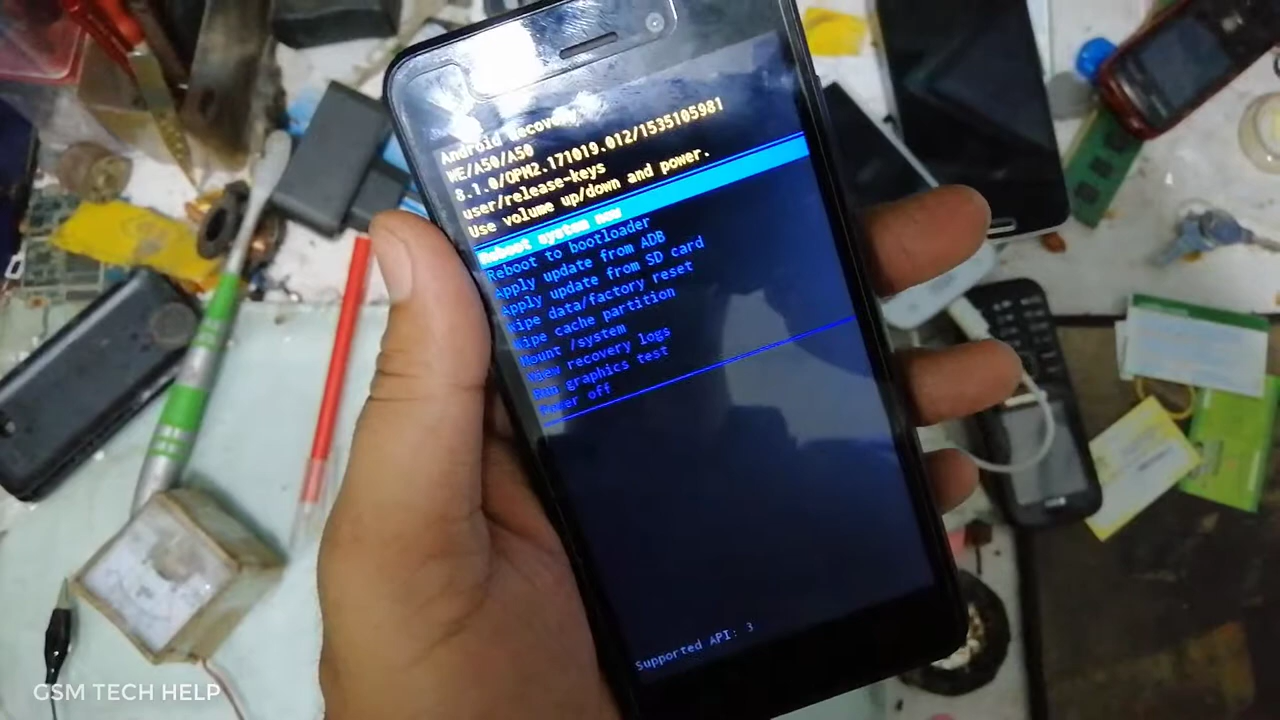 Android Recovery
WE/A50/A50
8.1.0/OPM2.171019.012/1535105981
user/release-keys
Use volume up/down and power.
Reboot system now
Reboot to bootloader
Apply update from ADB
Apply update from SD card
Wipe data/factory reset
Wipe cache partition
Mount /system
View recovery logs
Run graphics test
Power off
Supported API: 3
GSM TECH HELP